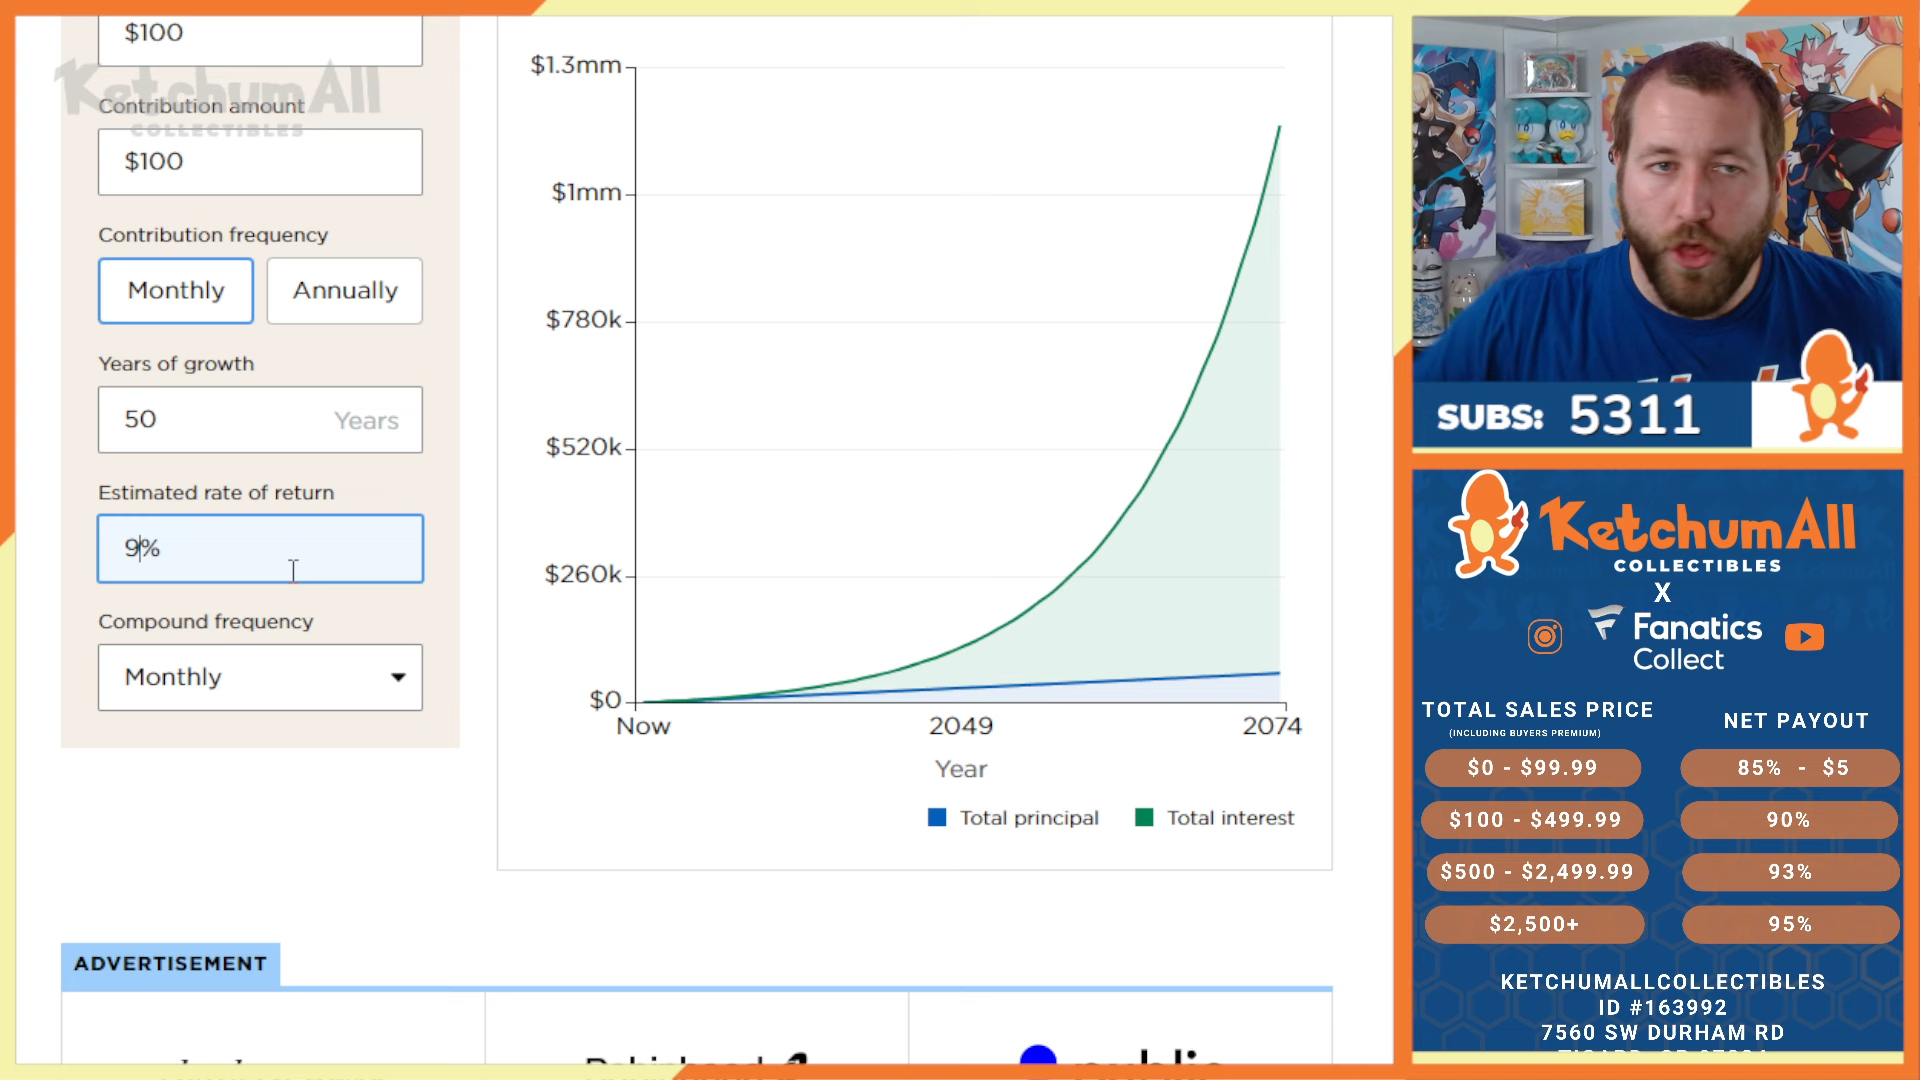 $100
KetchumAll
COLLECTIBLES
Contribution amount
$100
Contribution frequency
Monthly
Annually
Years of growth
50
Years
Estimated rate of return
9%
Compound frequency
Monthly
$1.3mm
$1mm
$780k
$520k
$260k
$0
Now
2049
2074
Year
Total principal
Total interest
ADVERTISEMENT
SUBS: 5311
KetchumAll
COLLECTIBLES
X
Fanatics
Collect
TOTAL SALES PRICE
(INCLUDING BUYERS PREMIUM)
NET PAYOUT
$0 - $99.99
85% - $5
$100 - $499.99
90%
$500 - $2,499.99
93%
$2,500+
95%
KETCHUMALLCOLLECTIBLES
ID #163992
7560 SW DURHAM RD